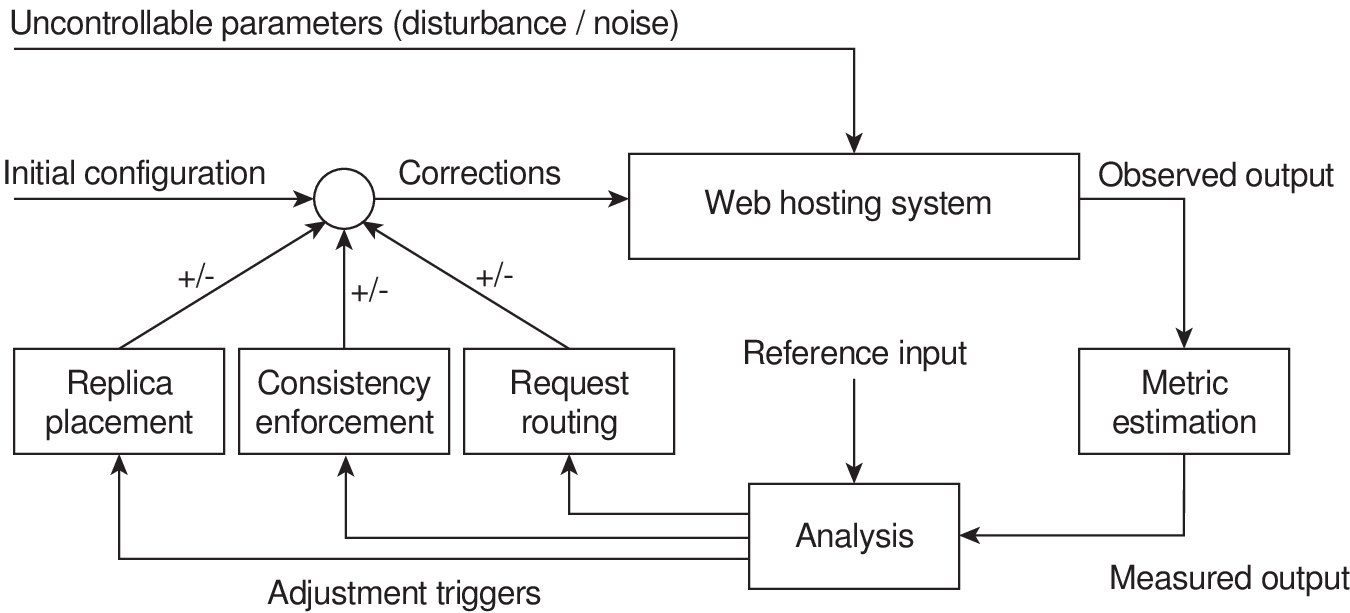 Uncontrollable parameters (disturbance / noise)
Initial configuration
Corrections
Web hosting system
Observed output
+/-
+/-
+/-
Reference input
Replica
placement
Consistency
enforcement
Request
routing
Metric
estimation
Analysis
Adjustment triggers
Measured output